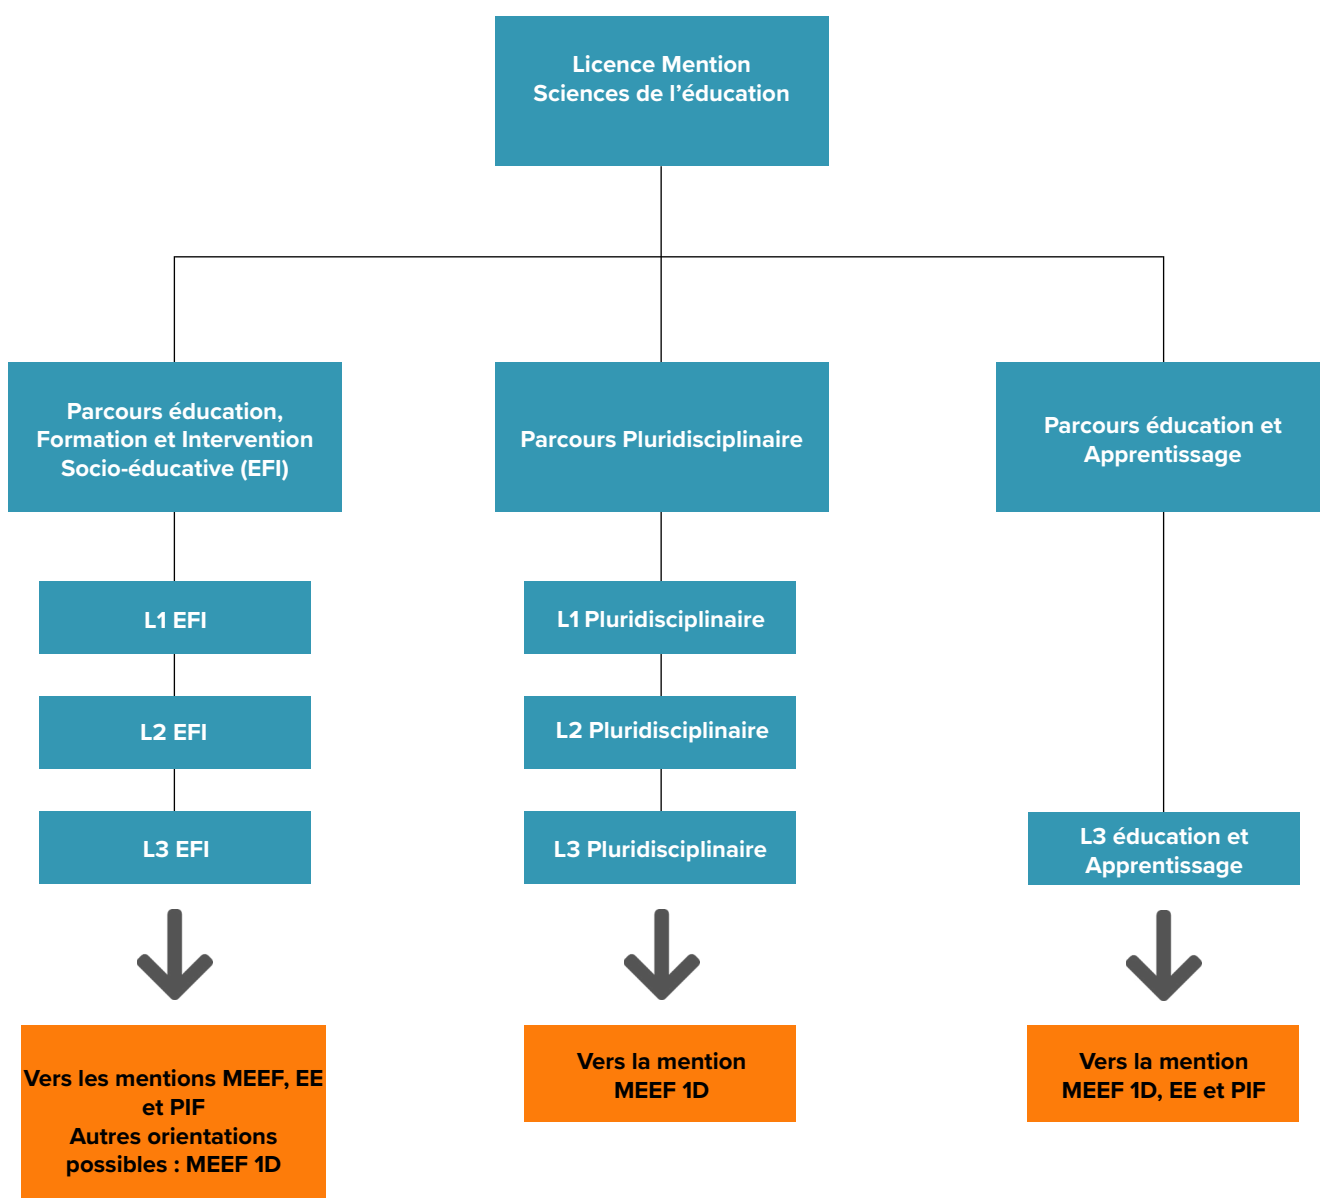 Licence Mention
Sciences de l’éducation
Parcours éducation,
Formation et Intervention
Socio-éducative (EFI)
Parcours Pluridisciplinaire
Parcours éducation et
Apprentissage
L1 EFI
L1 Pluridisciplinaire
L2 EFI
L2 Pluridisciplinaire
L3 EFI
L3 Pluridisciplinaire
L3 éducation et
Apprentissage
Vers les mentions MEEF, EE
et PIF
Autres orientations
possibles : MEEF 1D
Vers la mention
MEEF 1D
Vers la mention
MEEF 1D, EE et PIF